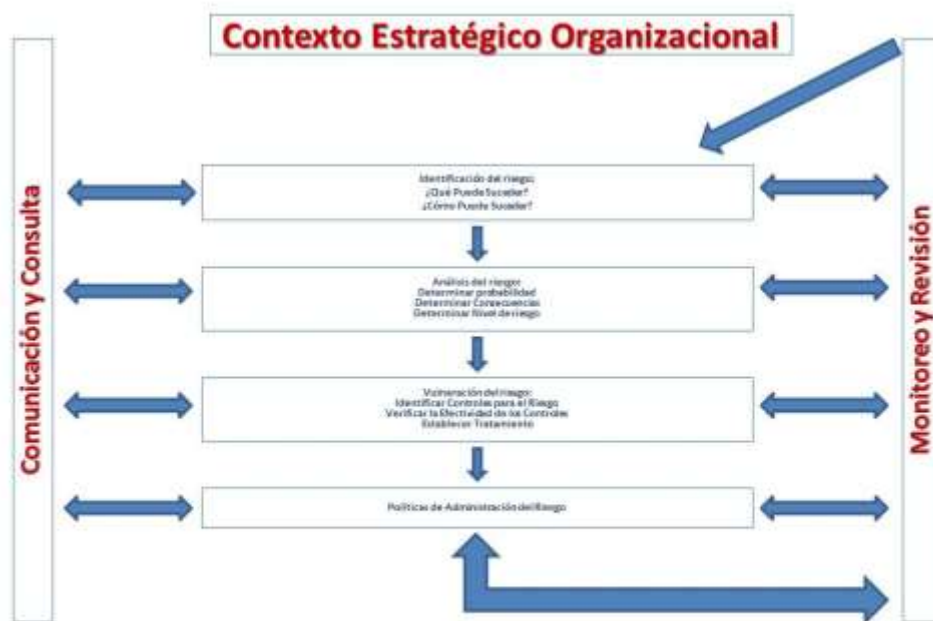 Contexto Estratégico Organizacional
Comunicación y Consulta
Identificación del riesgo:
¿Qué Puede Suceder?
¿Cómo Puede Suceder?
Análisis del riesgo:
Determinar probabilidad
Determinar Consecuencias
Determinar Nivel de riesgo
Vulneración del riesgo:
Identificar Controles para el Riesgo
Verificar la Efectividad de los Controles
Establecer Tratamiento
Políticas de Administración del Riesgo
Monitoreo y Revisión